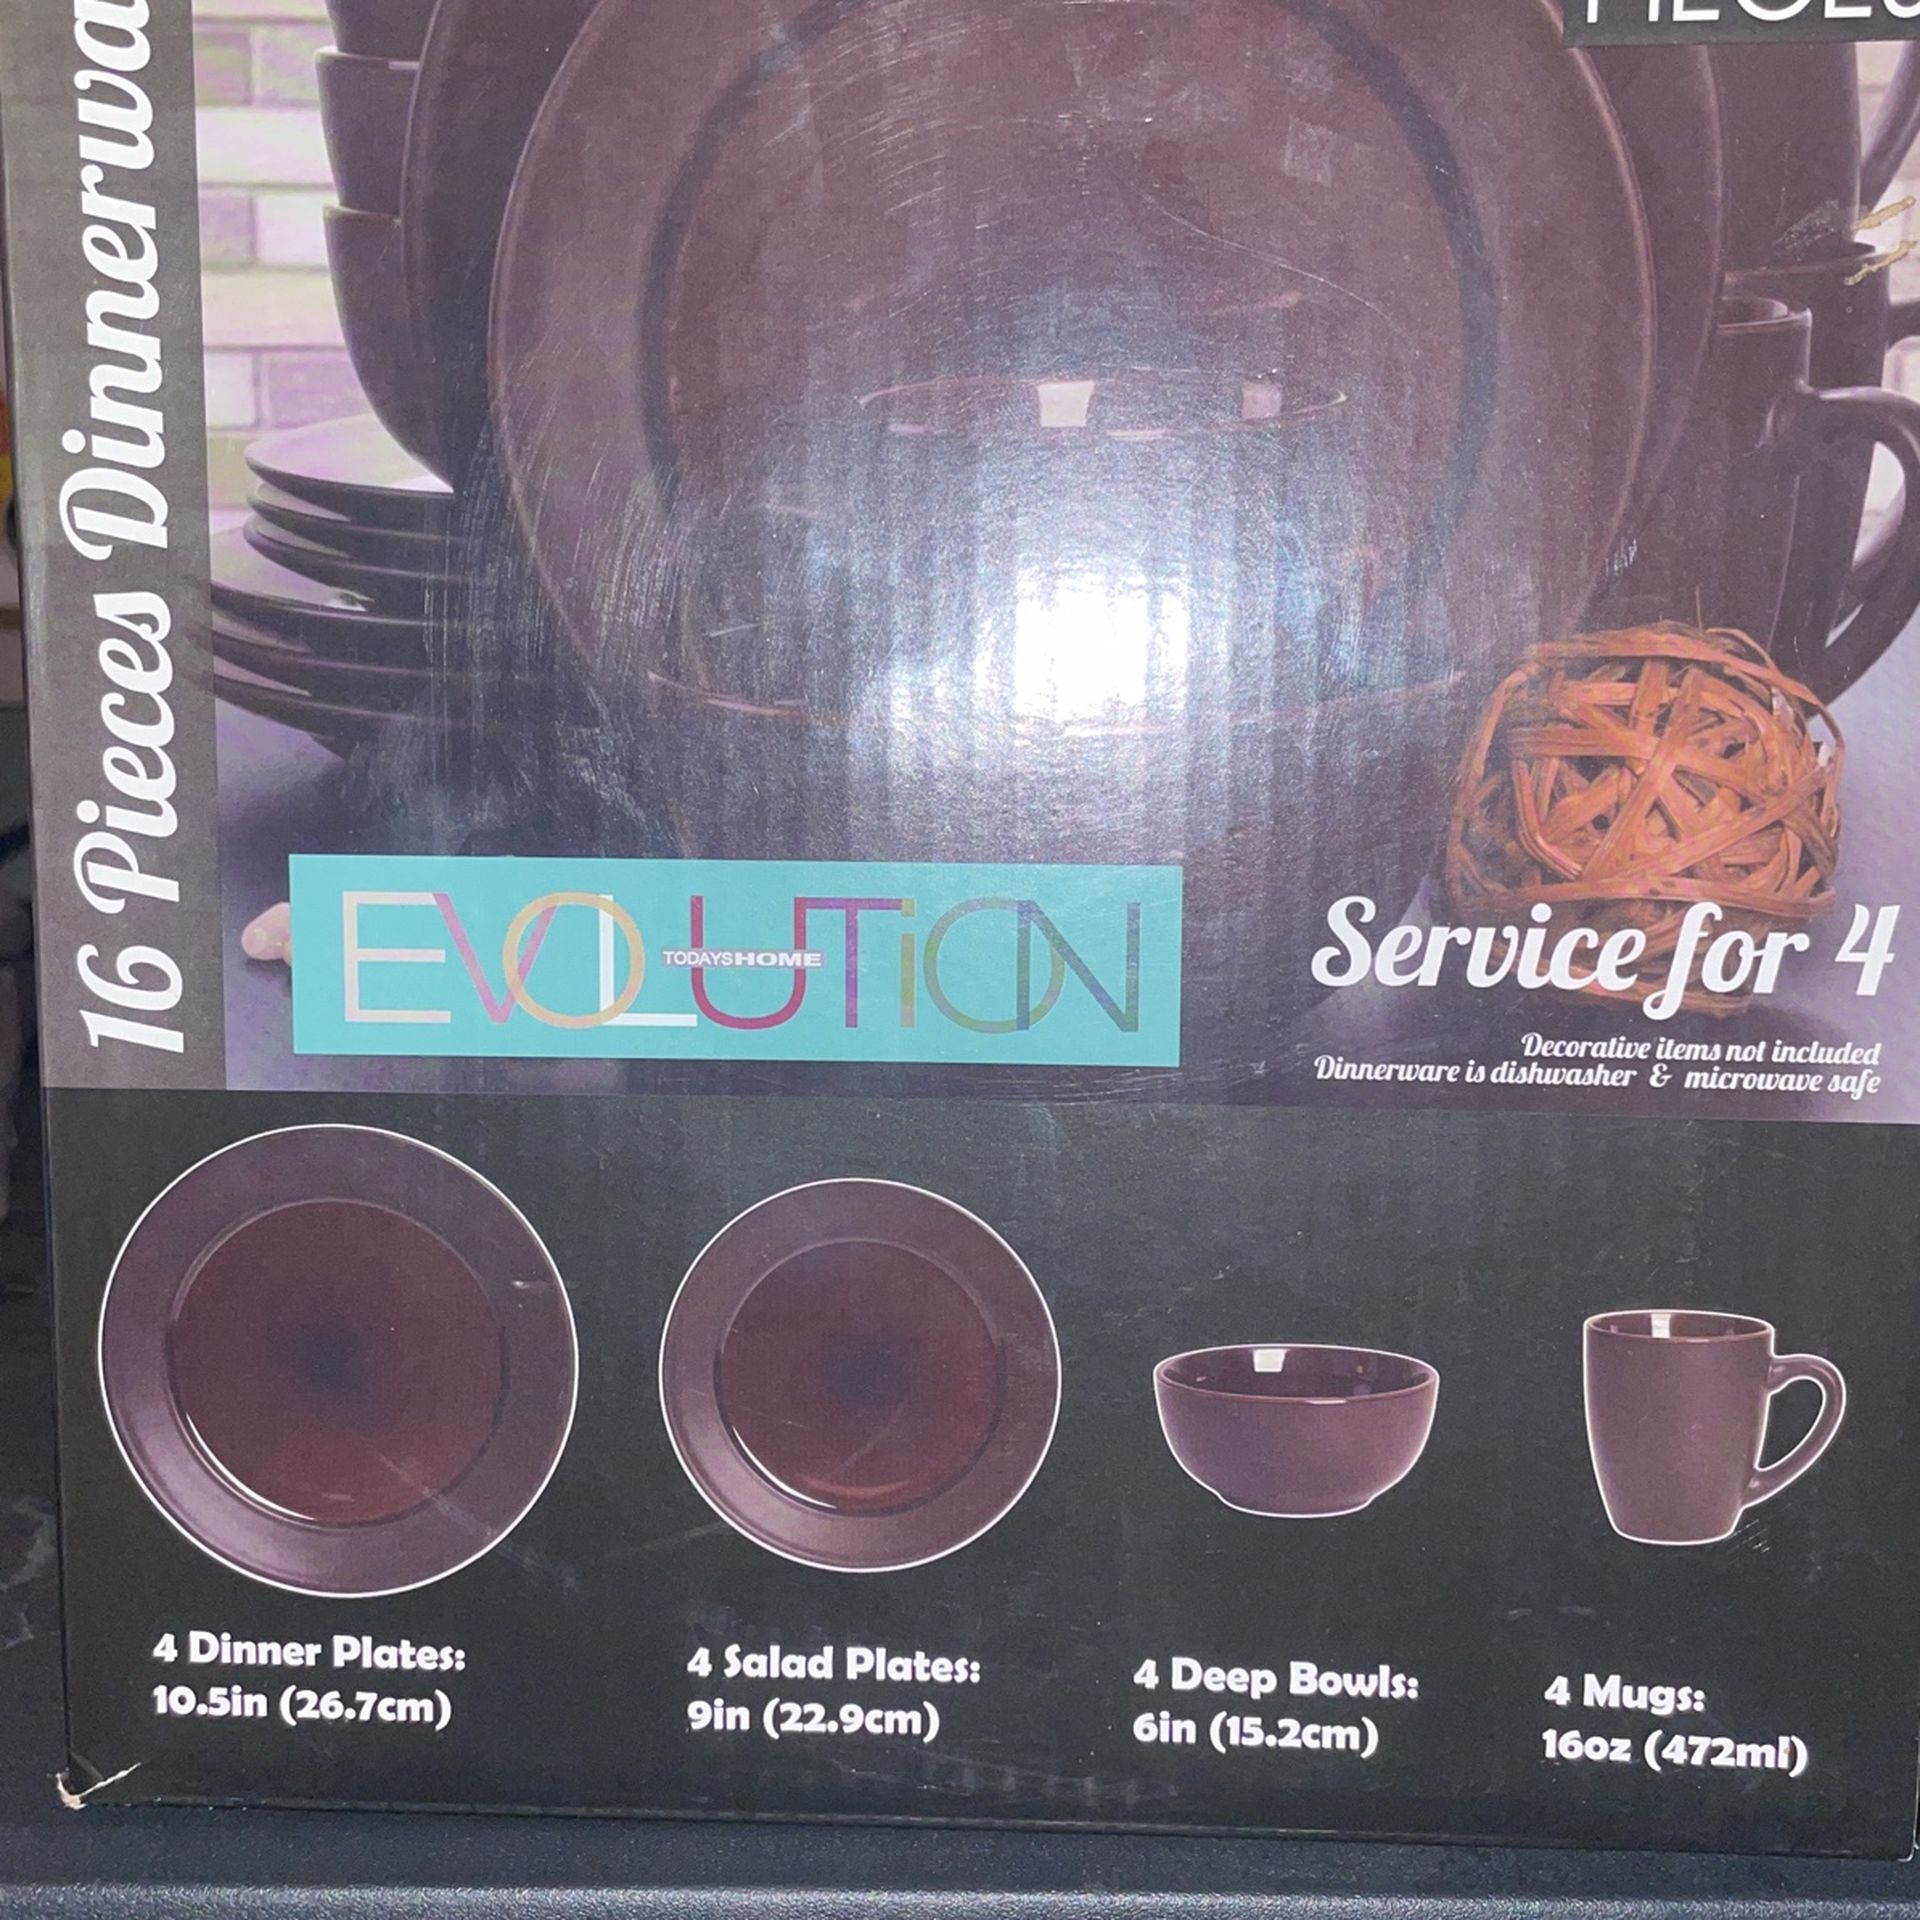 16 Pieces
EVOLUTiON
TODAYSHOME
Service for 4
Decorative items not included
Dinnerware is dishwasher & microwave safe
4 Dinner Plates:
10.5in (26.7cm)
4 Salad Plates:
9in (22.9cm)
4 Deep Bowls:
6in (15.2cm)
4 Mugs:
16oz (472ml)